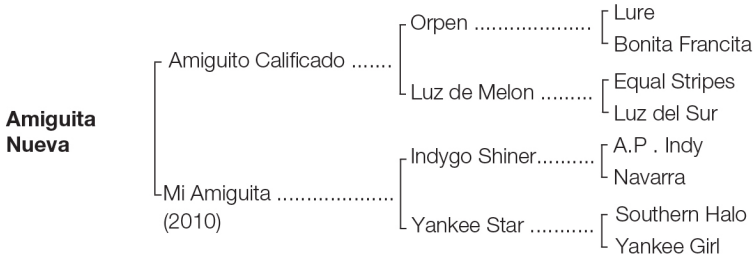 Amiguita
Nueva
Amiguito Calificado .......
Mi Amiguita .....................
(2010)
Orpen .....................
Luz de Melon .........
Indygo Shiner..........
Yankee Star ...........
Lure
Bonita Francita
Equal Stripes
Luz del Sur
A.P . Indy
Navarra
Southern Halo
Yankee Girl